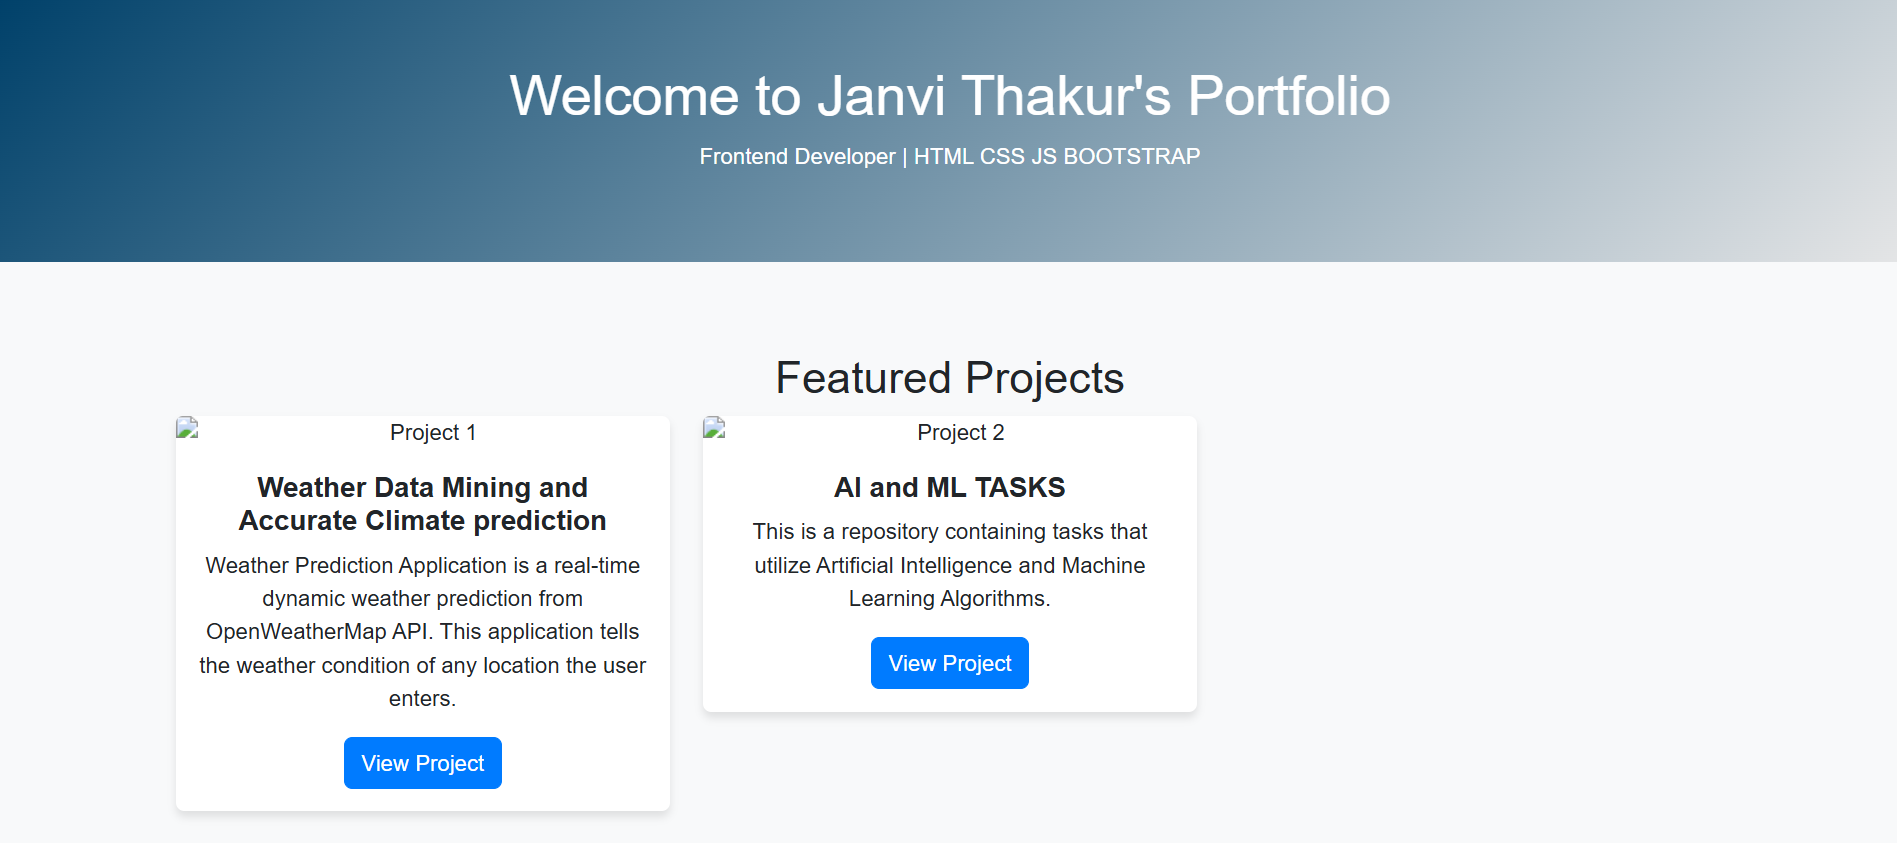 Welcome to Janvi Thakur's Portfolio
Frontend Developer | HTML CSS JS BOOTSTRAP
Featured Projects
Project 1
Weather Data Mining and
Accurate Climate prediction
Weather Prediction Application is a real-time
dynamic weather prediction from
OpenWeatherMap API. This application tells
the weather condition of any location the user
enters.
View Project
Project 2
AI and ML TASKS
This is a repository containing tasks that
utilize Artificial Intelligence and Machine
Learning Algorithms.
View Project